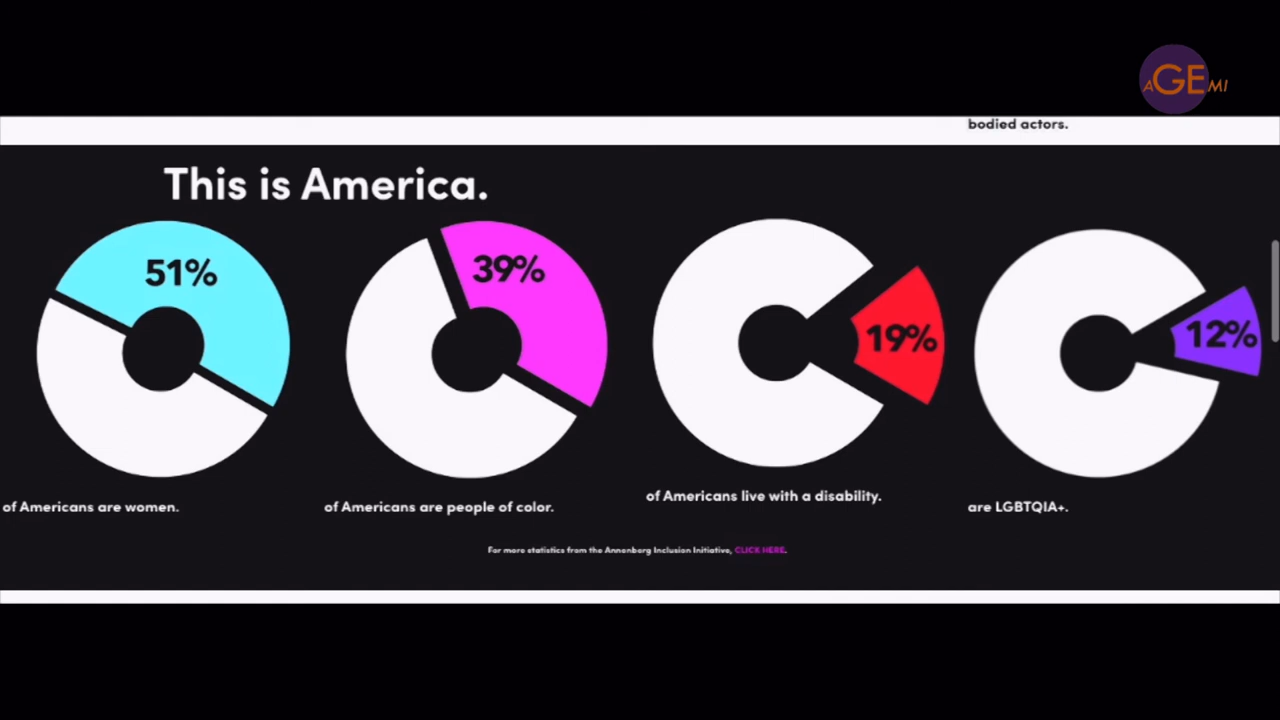 AGEMI
bodied actors.
This is America.
51%
39%
19%
12%
of Americans are women.
of Americans are people of color.
of Americans live with a disability.
are LGBTQIA+.
For more statistics from the Annenberg Inclusion Initiative, CLICK HERE.